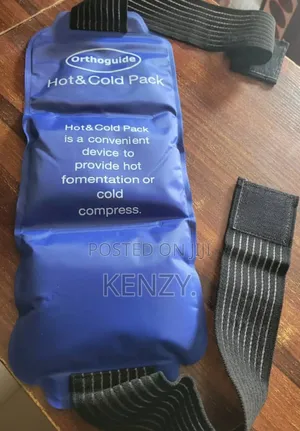 Orthoguide
Hot & Cold Pack
Hot & Cold Pack
is a convenient
device to
provide hot
fomentation or
cold
compress.
POSTED ON JIJI
KENZY.